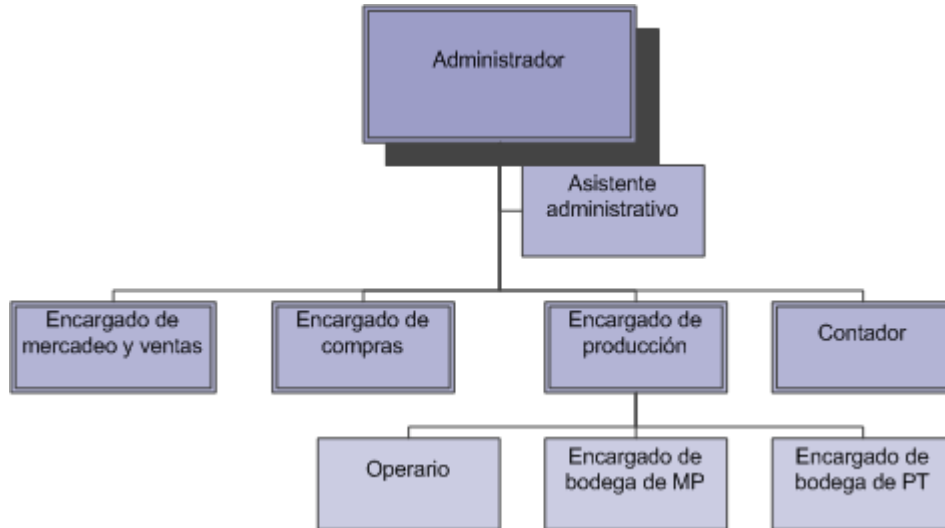 Administrador
Asistente
administrativo
Encargado de
mercadeo y ventas
Encargado de
compras
Encargado de
producción
Contador
Operario
Encargado de
bodega de MP
Encargado de
bodega de PT